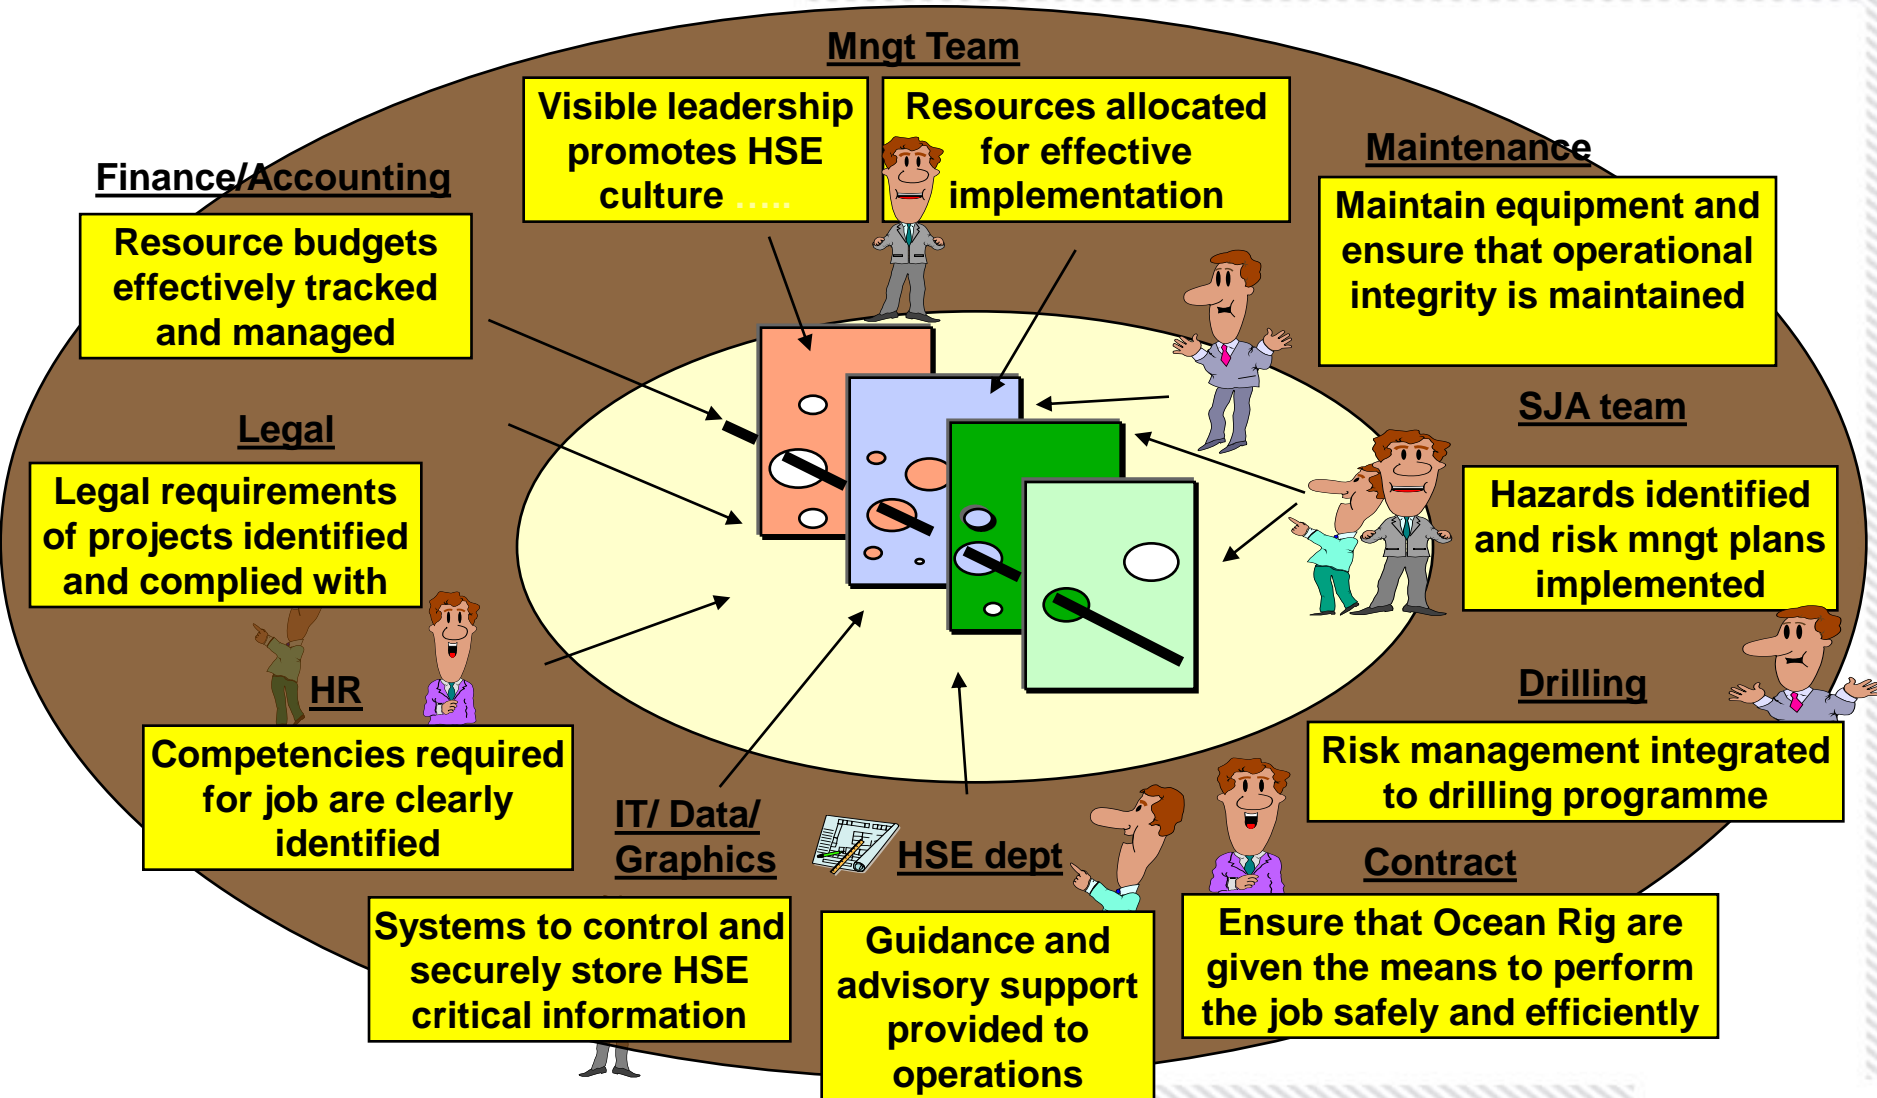 Mngt Team
Visible leadership
promotes HSE
culture .....
Resources allocated
for effective
implementation
Maintenance
Maintain equipment and
ensure that operational
integrity is maintained
Finance/Accounting
Resource budgets
effectively tracked
and managed
SJA team
Hazards identified
and risk mngt plans
implemented
Legal
Legal requirements
of projects identified
and complied with
HR
Competencies required
for job are clearly
identified
Drilling
Risk management integrated
to drilling programme
IT/ Data/
Graphics
Systems to control and
securely store HSE
critical information
HSE dept
Guidance and
advisory support
provided to
operations
Contract
Ensure that Ocean Rig are
given the means to perform
the job safely and efficiently